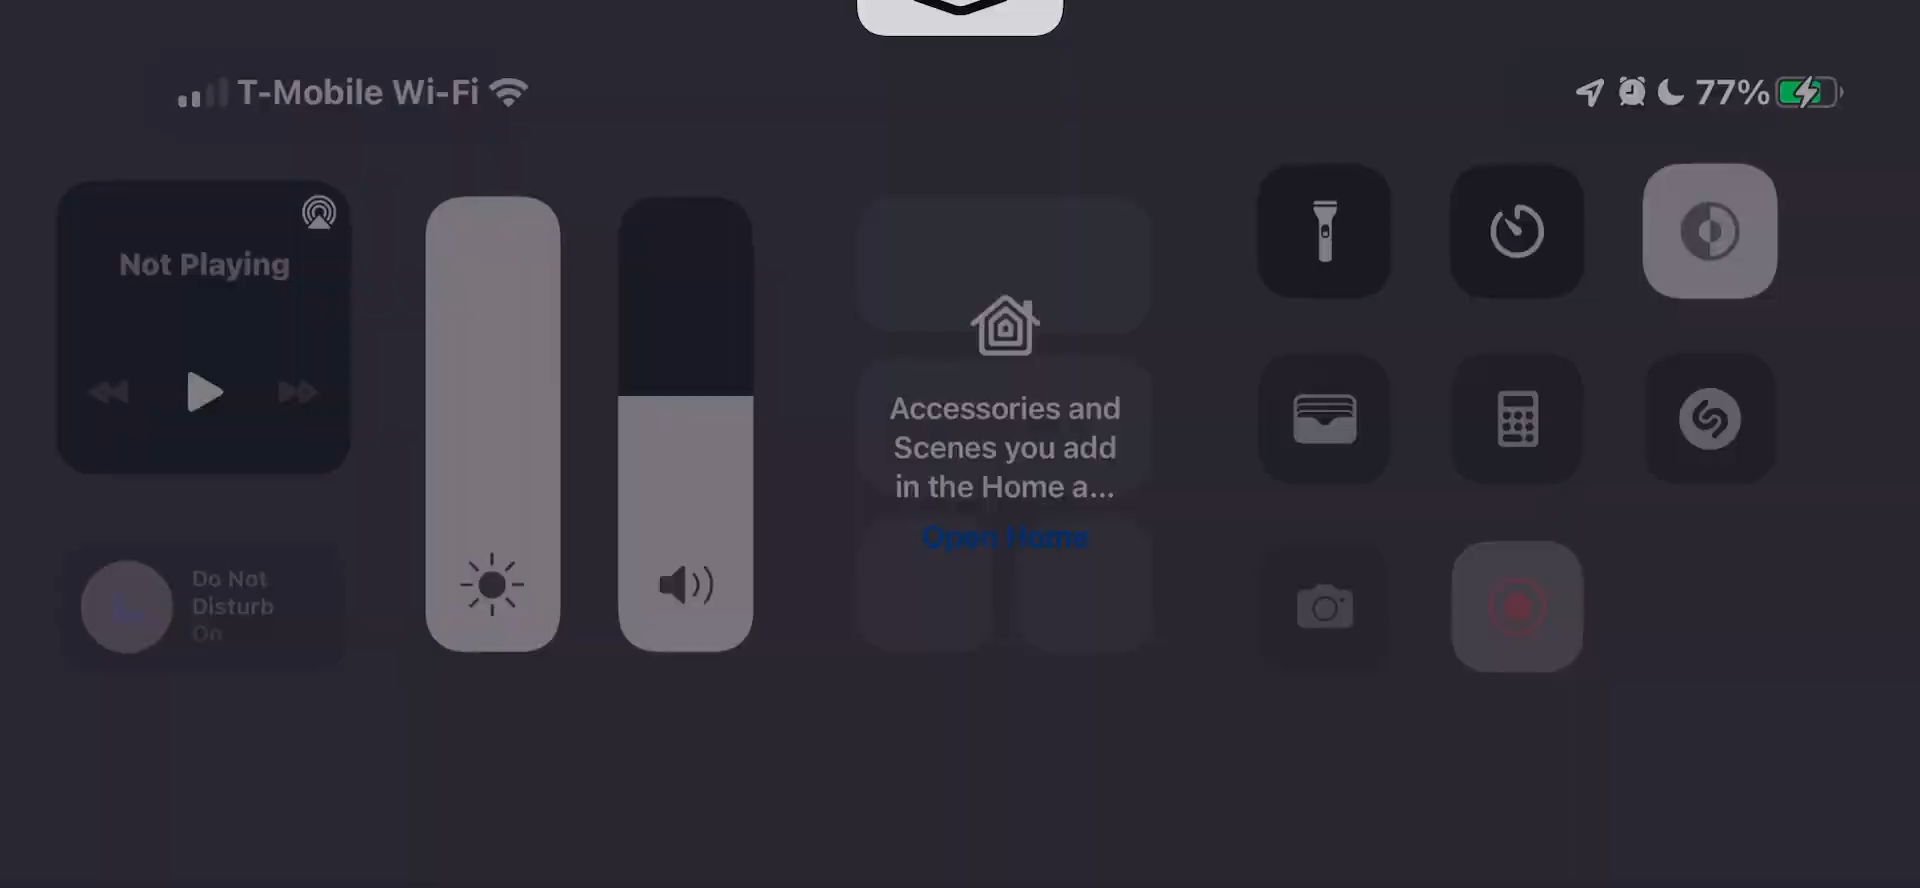 T-Mobile Wi-Fi
77%
Not Playing
Do Not
Disturb
On
Accessories and
Scenes you add
in the Home a...
Open Home